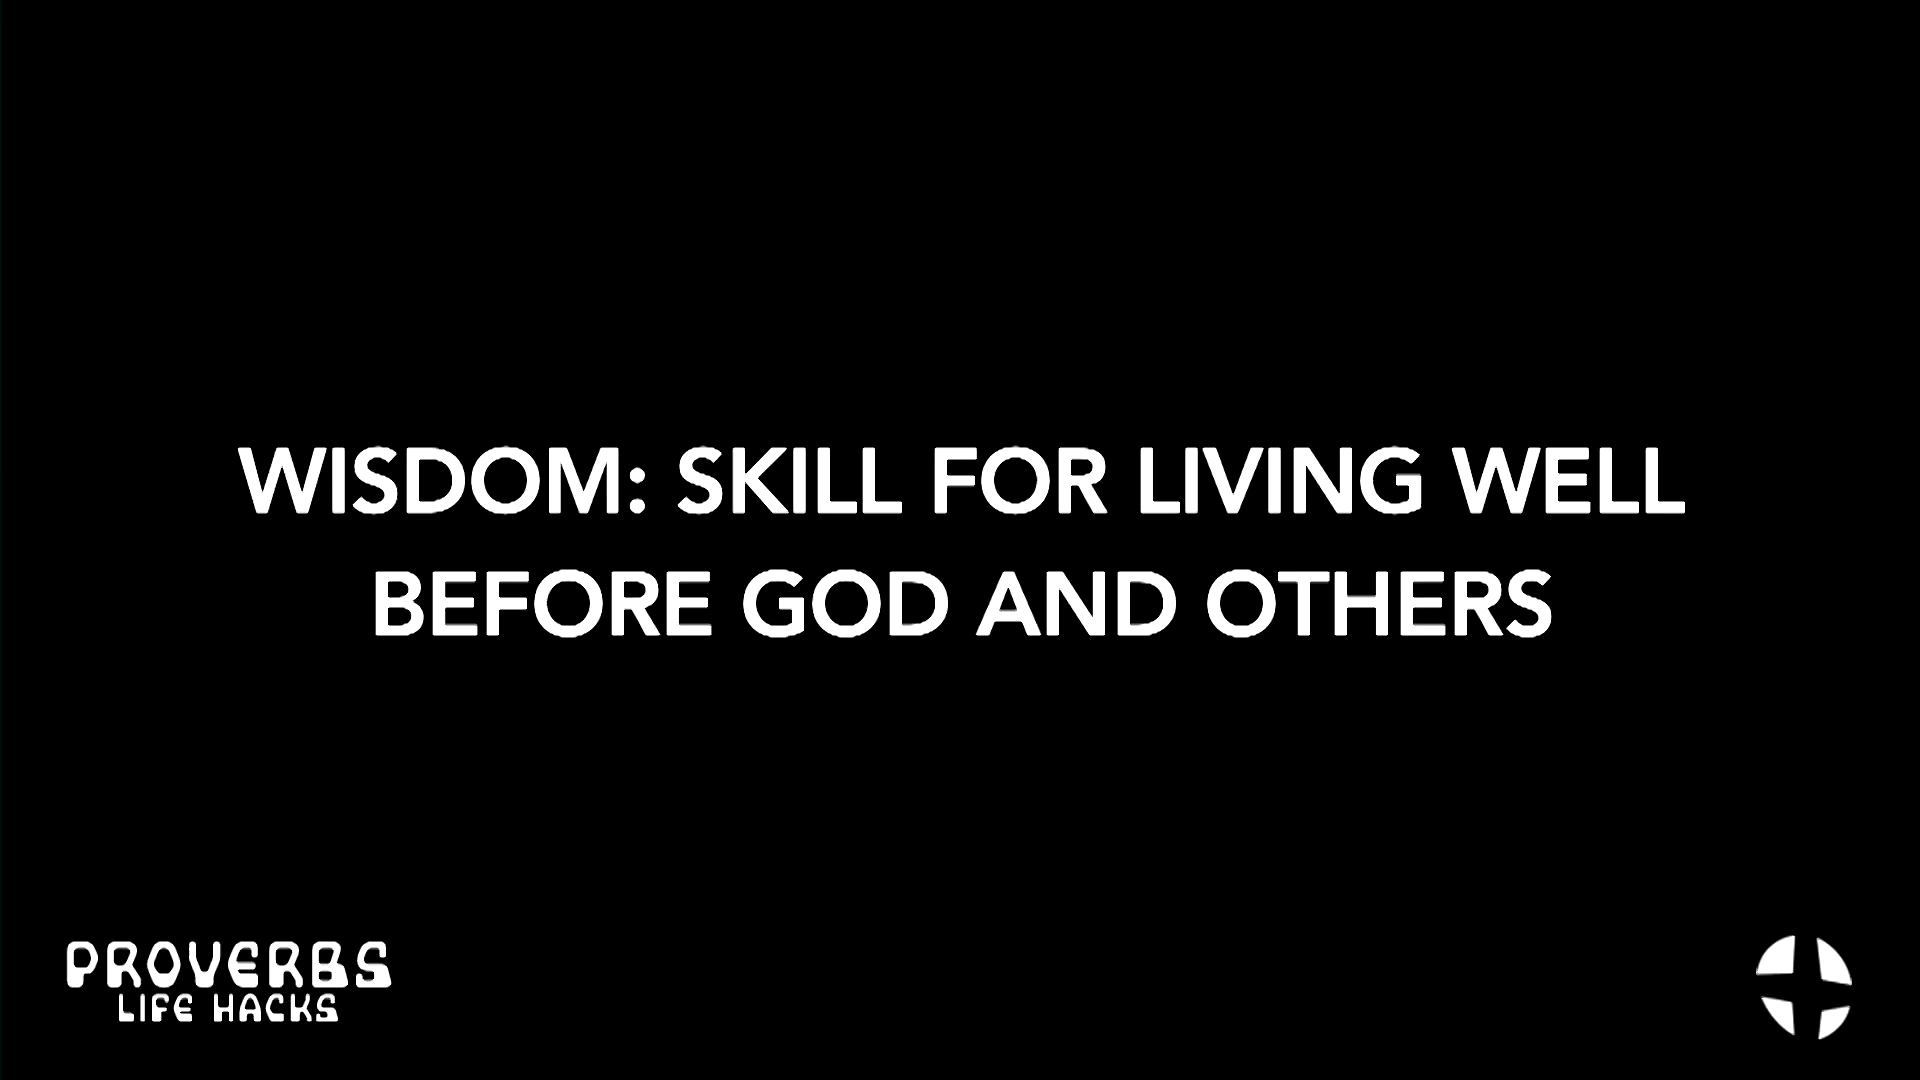 WISDOM: SKILL FOR LIVING WELL
BEFORE GOD AND OTHERS
PROVERBS
LIFE HACKS